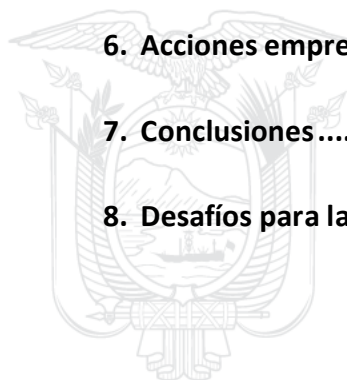 6. Acciones empre
7. Conclusiones....
8. Desafíos para la